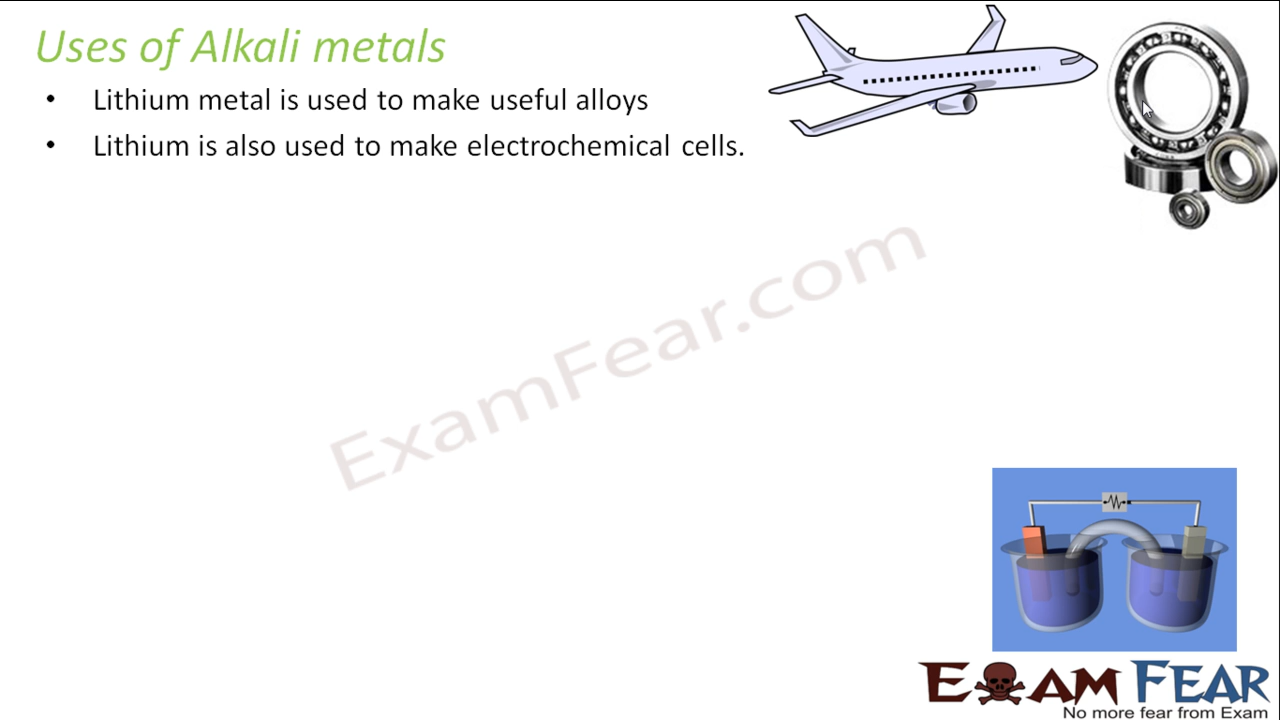 Uses of Alkali metals
• Lithium metal is used to make useful alloys
• Lithium is also used to make electrochemical cells.
ExamFear.com
EXAM FEAR
No more fear from Exam